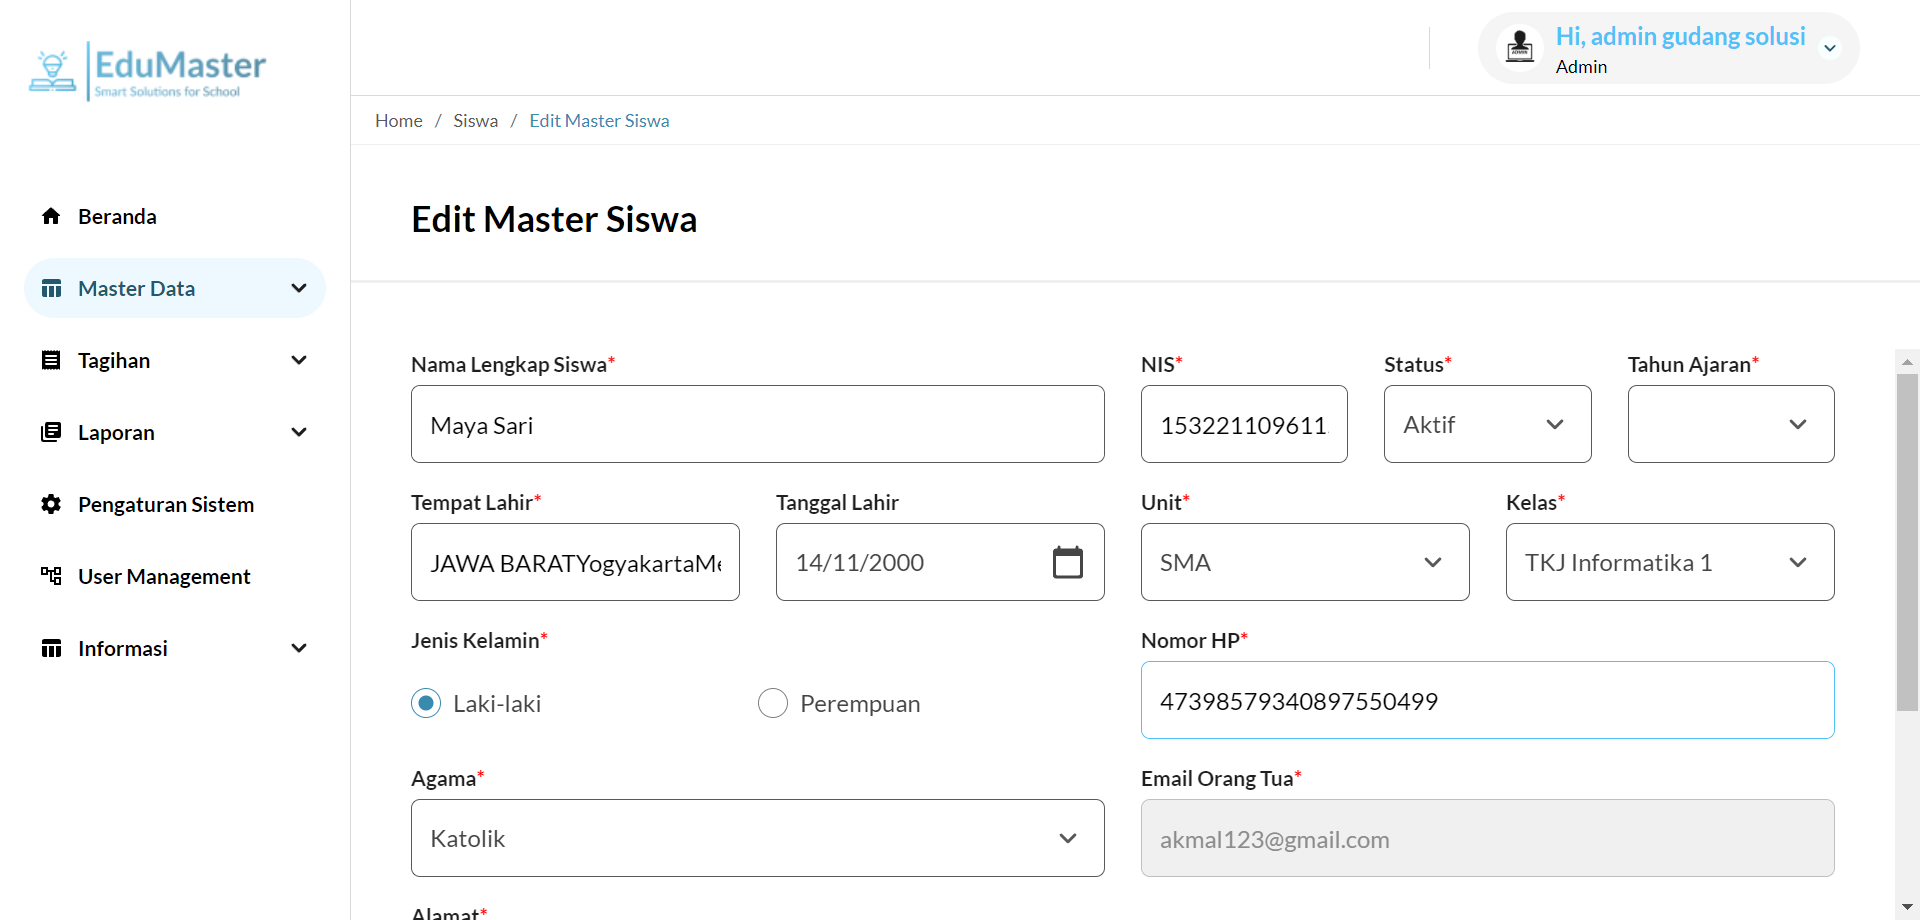 EduMaster
Smart Solutions for School
Hi, admin gudang solusi
Admin
Home / Siswa / Edit Master Siswa
Beranda
Master Data
Tagihan
Laporan
Pengaturan Sistem
User Management
Informasi
Edit Master Siswa
Nama Lengkap Siswa* NIS* Status* Tahun Ajaran*
Maya Sari 153221109611 Aktif
Tempat Lahir* Tanggal Lahir Unit* Kelas*
JAWA BARATYogyakartaMe 14/11/2000 SMA TKJ Informatika 1
Jenis Kelamin* Nomor HP*
Laki-laki Perempuan 47398579340897550499
Agama* Email Orang Tua*
Katolik akmal123@gmail.com
Alamat*